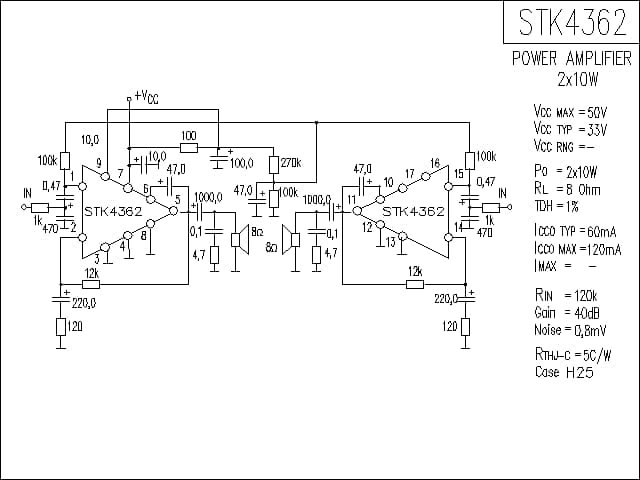 STK4362
POWER AMPLIFIER
2x10W
VCC MAX =50V
VCC TYP =33V
VCC RNG =-
PO = 2x10W
RL = 8 Ohm
TDH = 1%
ICCO TYP =60mA
ICCO MAX =120mA
IMAX = -
RIN = 120k
Gain = 40dB
Noise = 0,8mV
RTHJ-C = 5C/W
Case H25
+VCC
10,0
100
100k
9
7
10,0
100,0
270k
16
100k
1
0,47
47,0
6
47,0
100k
47,0
17
15
0,47
IN
5
1000,0
1000,0
10
IN
STK4362
11
STK4362
1k
470
2
8
0,1
8Ω
8Ω
0,1
12
14
470
1k
3
4
4,7
4,7
13
12k
12k
+
220,0
220,0
+
120
120